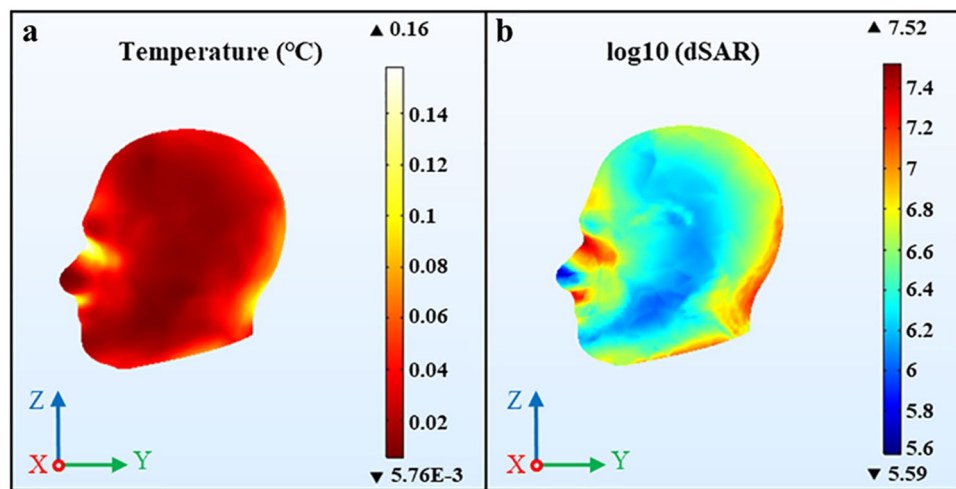 a
Temperature (°C)
▲ 0.16
0.14
0.12
0.1
0.08
0.06
0.04
0.02
▼ 5.76E-3
Z
X
Y
b
log10 (dSAR)
▲ 7.52
7.4
7.2
7
6.8
6.6
6.4
6.2
6
5.8
5.6
▼ 5.59
Z
X
Y